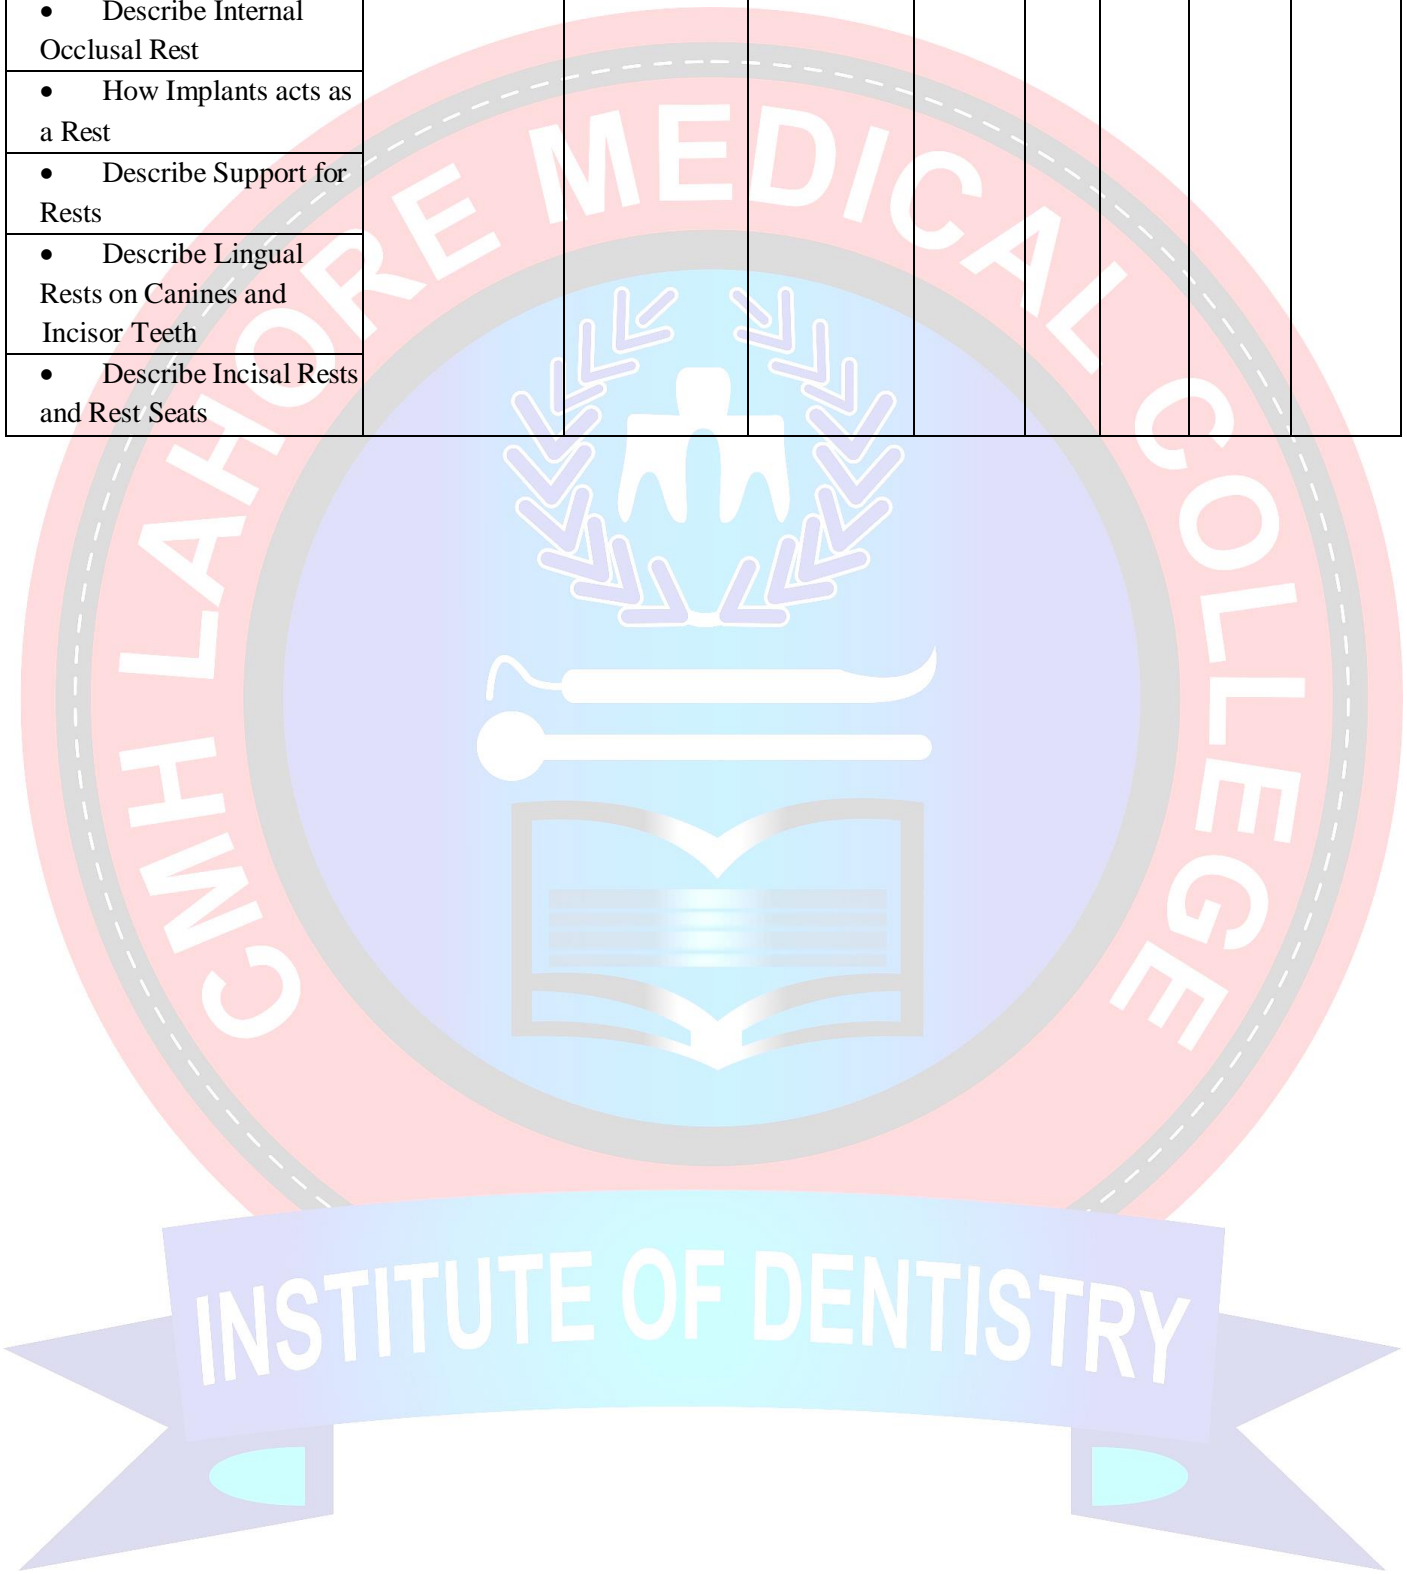 • Describe Internal
Occlusal Rest
• How Implants acts as
a Rest
• Describe Support for
Rests
• Describe Lingual
Rests on Canines and
Incisor Teeth
• Describe Incisal Rests
and Rest Seats
CMH LAHORE MEDICAL COLLEGE
INSTITUTE OF DENTISTRY